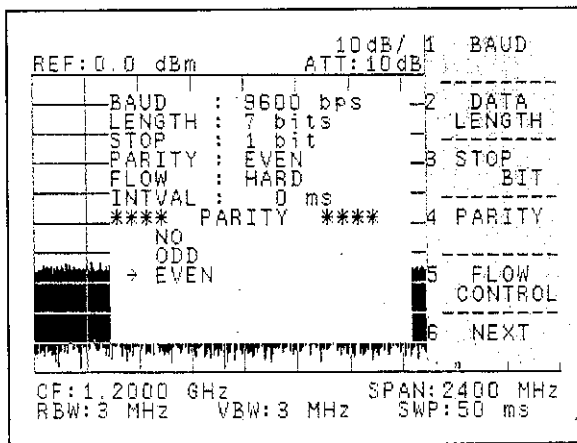 10dB/
REF:0.0 dBm ATT:10dB
BAUD : 9600 bps
LENGTH : 7 bits
STOP : 1 bit
PARITY : EVEN
FLOW : HARD
INTVAL : 0 ms
**** PARITY ****
NO
ODD
→ EVEN
1 BAUD
2 DATA
LENGTH
3 STOP
BIT
4 PARITY
5 FLOW
CONTROL
6 NEXT
CF:1.2000 GHz SPAN:2400 MHz
RBW:3 MHz VBW:3 MHz SWP:50 ms